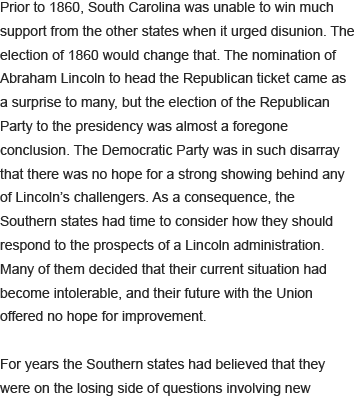 Prior to 1860, South Carolina was unable to win much
support from the other states when it urged disunion. The
election of 1860 would change that. The nomination of
Abraham Lincoln to head the Republican ticket came as
a surprise to many, but the election of the Republican
Party to the presidency was almost a foregone
conclusion. The Democratic Party was in such disarray
that there was no hope for a strong showing behind any
of Lincoln’s challengers. As a consequence, the
Southern states had time to consider how they should
respond to the prospects of a Lincoln administration.
Many of them decided that their current situation had
become intolerable, and their future with the Union
offered no hope for improvement.

For years the Southern states had believed that they
were on the losing side of questions involving new